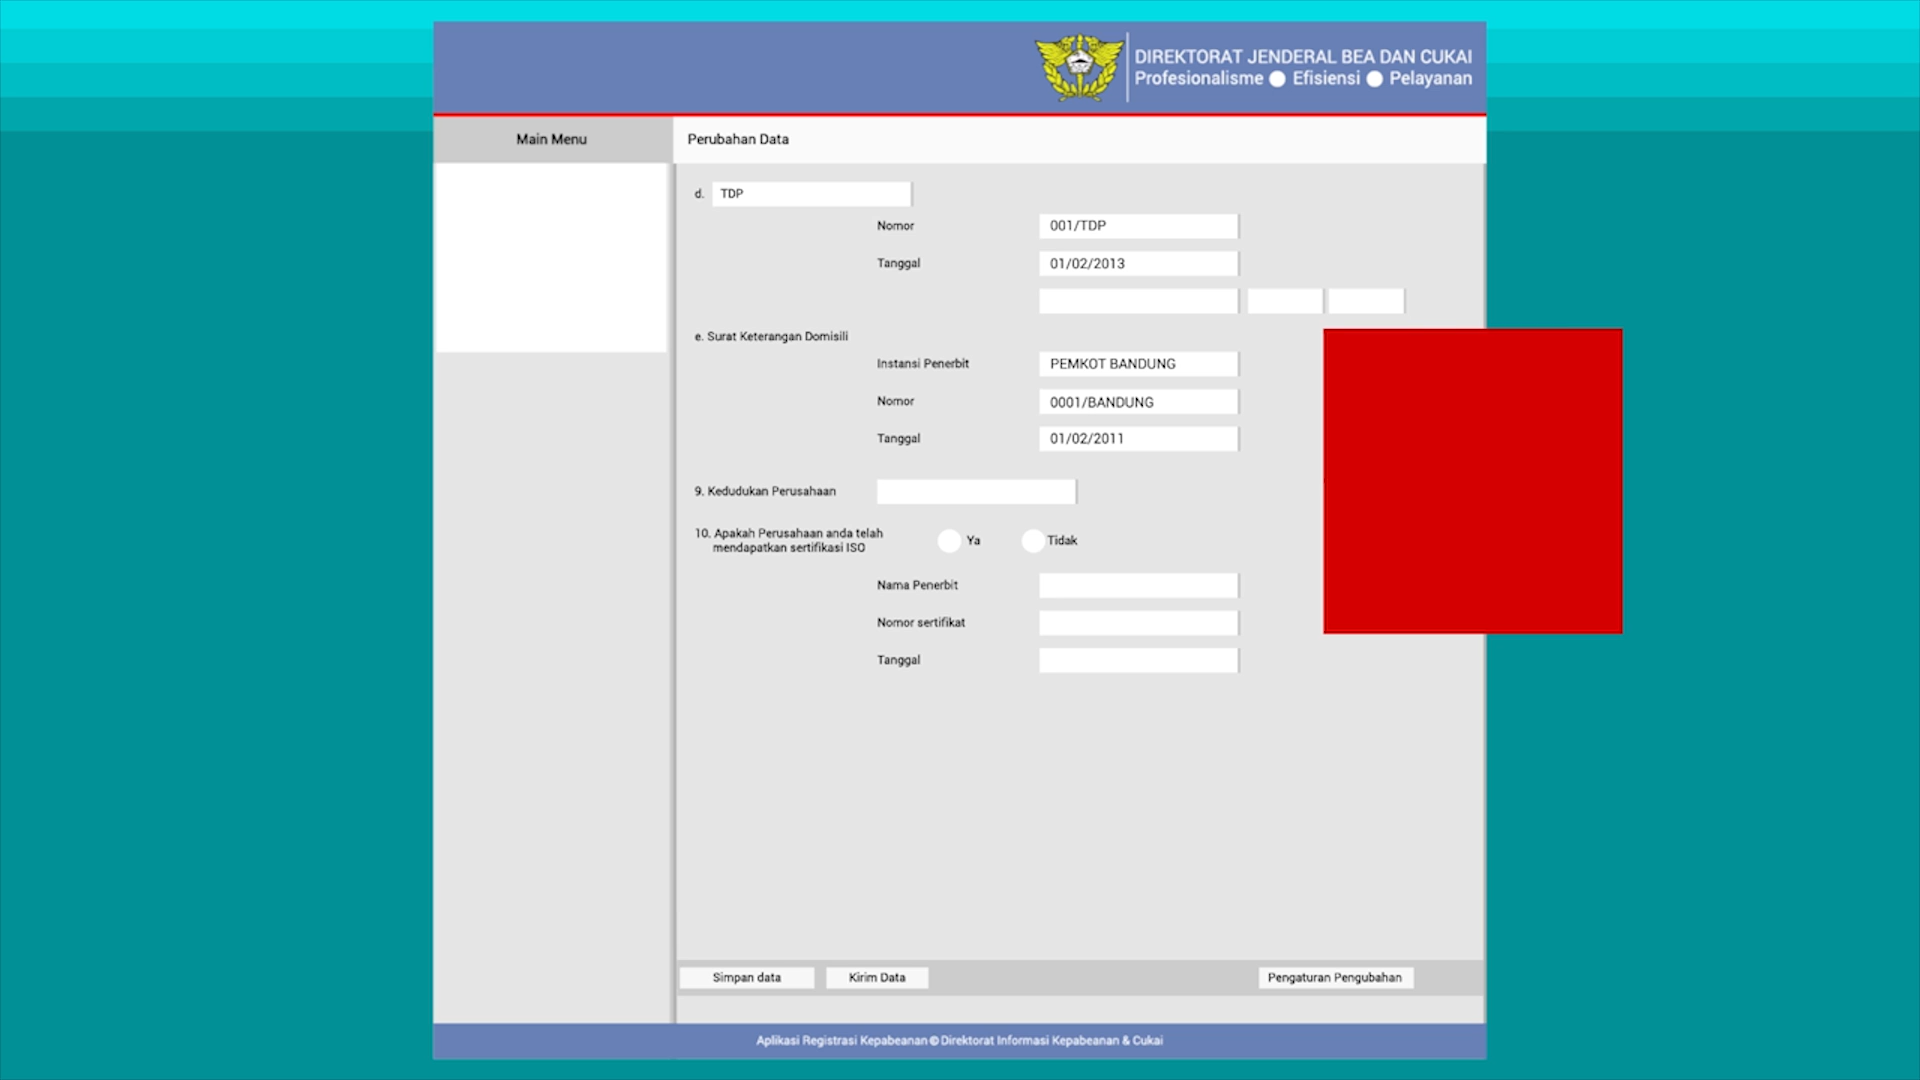 DIREKTORAT JENDERAL BEA DAN CUKAI
Profesionalisme ● Efisiensi ● Pelayanan
Main Menu
Perubahan Data
d. TDP
Nomor 001/TDP
Tanggal 01/02/2013
e. Surat Keterangan Domisili
Instansi Penerbit PEMKOT BANDUNG
Nomor 0001/BANDUNG
Tanggal 01/02/2011
9. Kedudukan Perusahaan
10. Apakah Perusahaan anda telah
mendapatkan sertifikasi ISO
Ya Tidak
Nama Penerbit
Nomor sertifikat
Tanggal
Simpan data Kirim Data Pengaturan Pengubahan
Aplikasi Registrasi Kepabeanan © Direktorat Informasi Kepabeanan & Cukai